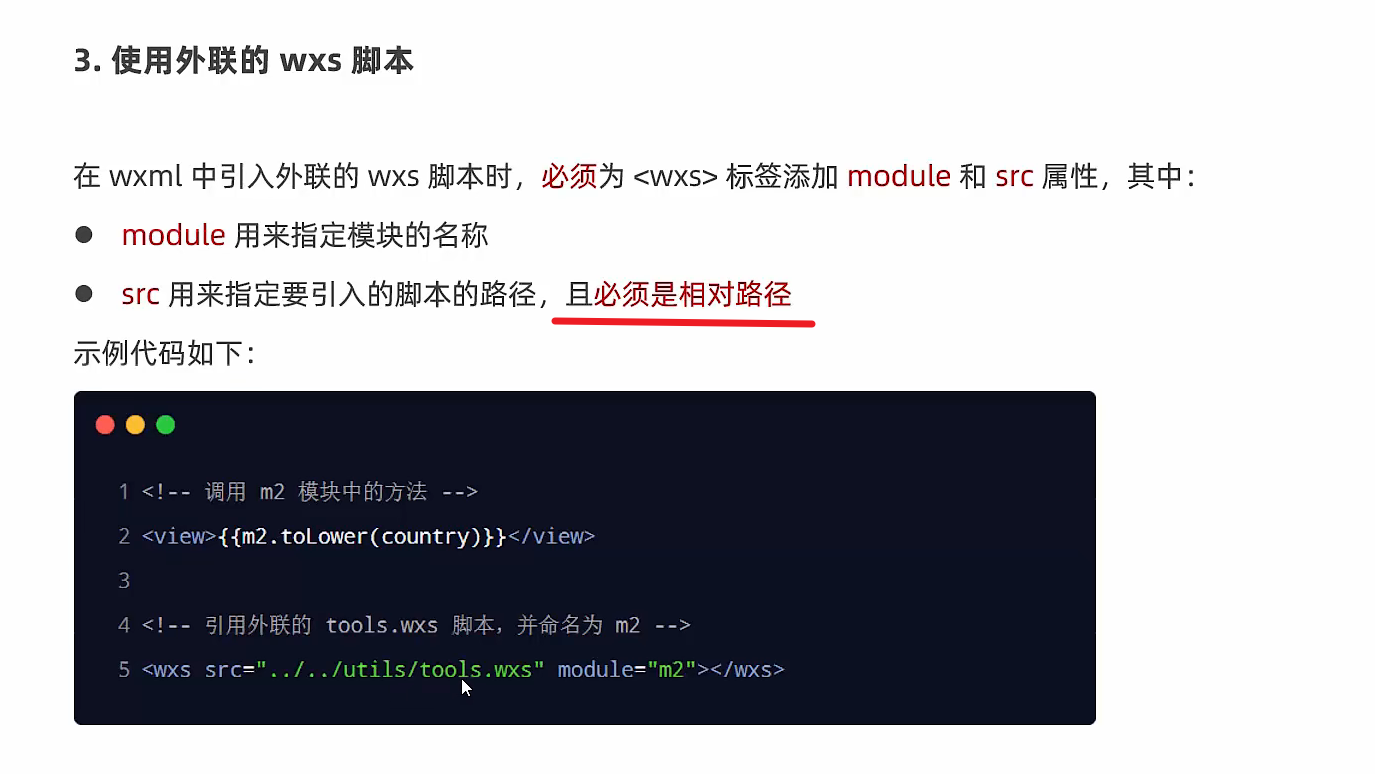 3. 使用外联的 wxs 脚本
在 wxml 中引入外联的 wxs 脚本时，必须为 <wxs> 标签添加 module 和 src 属性，其中：
● module 用来指定模块的名称
● src 用来指定要引入的脚本的路径，且必须是相对路径
示例代码如下：
1 <!-- 调用 m2 模块中的方法 -->
2 <view>{{m2.toLower(country)}}</view>
3
4 <!-- 引用外联的 tools.wxs 脚本，并命名为 m2 -->
5 <wxs src="../../utils/tools.wxs" module="m2"></wxs>